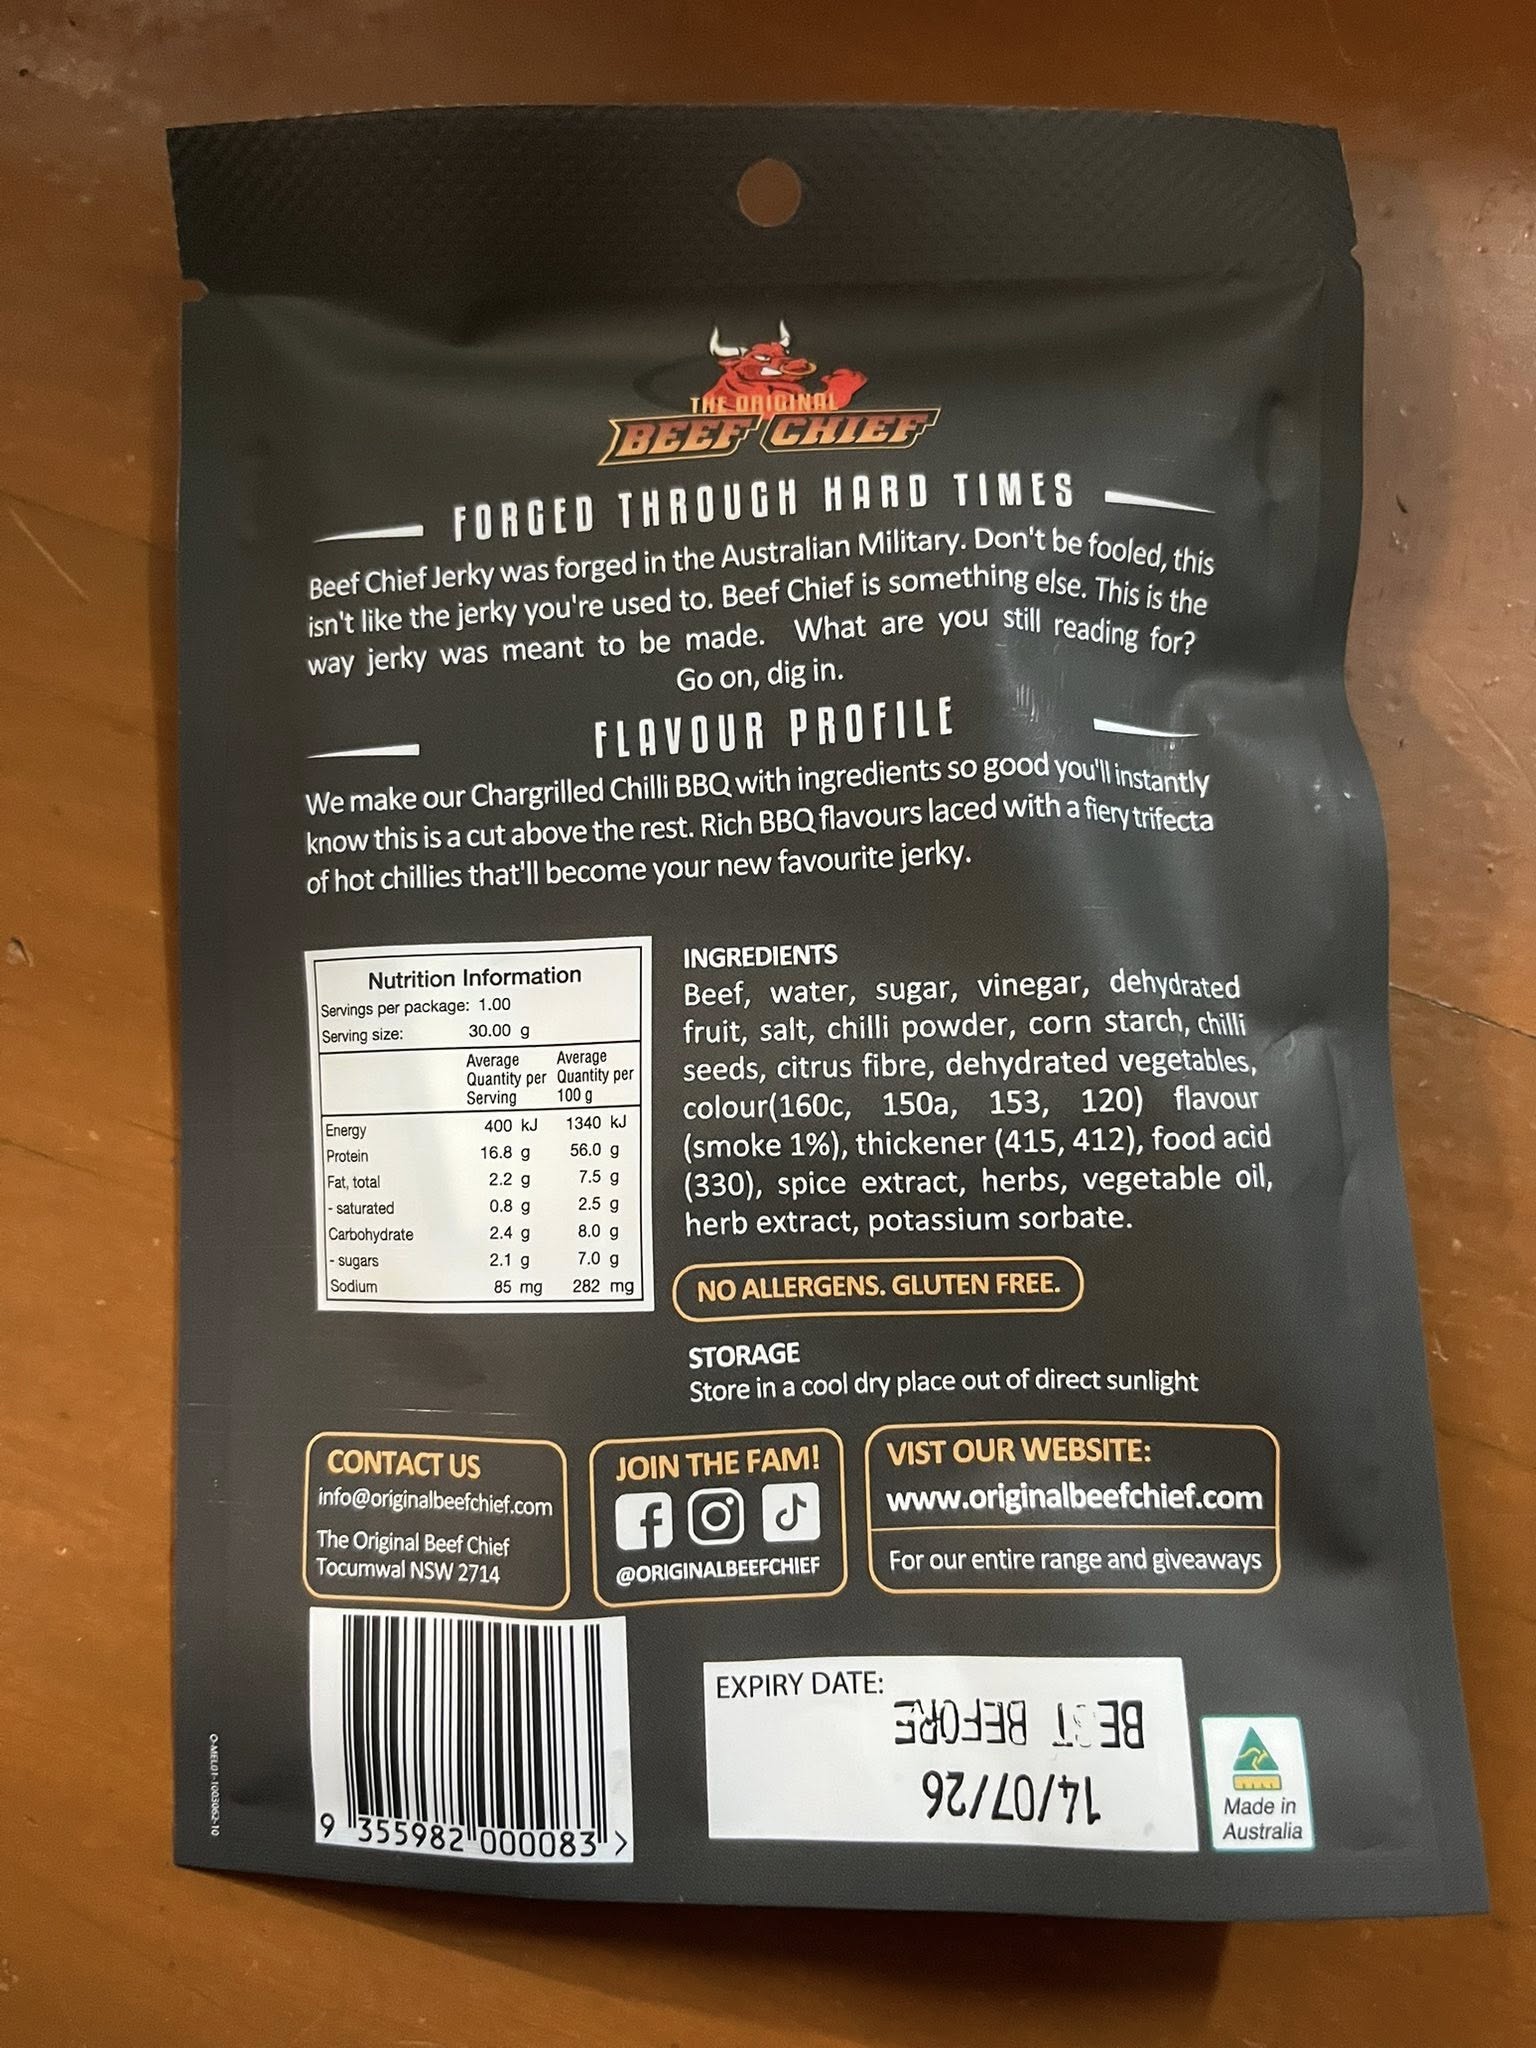 THE ORIGINAL
BEEF CHIEF
FORGED THROUGH HARD TIMES
Beef Chief Jerky was forged in the Australian Military. Don't be fooled, this
isn't like the jerky you're used to. Beef Chief is something else. This is the
way jerky was meant to be made. What are you still reading for?
Go on, dig in.
FLAVOUR PROFILE
We make our Chargrilled Chilli BBQ with ingredients so good you'll instantly
know this is a cut above the rest. Rich BBQ flavours laced with a fiery trifecta
of hot chillies that'll become your new favourite jerky.
Nutrition Information
Servings per package: 1.00
Serving size: 30.00 g
Average Quantity per Serving Average Quantity per 100 g
Energy 400 kJ 1340 kJ
Protein 16.8 g 56.0 g
Fat, total 2.2 g 7.5 g
- saturated 0.8 g 2.5 g
Carbohydrate 2.4 g 8.0 g
- sugars 2.1 g 7.0 g
Sodium 85 mg 282 mg
INGREDIENTS
Beef, water, sugar, vinegar, dehydrated
fruit, salt, chilli powder, corn starch, chilli
seeds, citrus fibre, dehydrated vegetables,
colour(160c, 150a, 153, 120) flavour
(smoke 1%), thickener (415, 412), food acid
(330), spice extract, herbs, vegetable oil,
herb extract, potassium sorbate.
NO ALLERGENS. GLUTEN FREE.
STORAGE
Store in a cool dry place out of direct sunlight
CONTACT US
info@originalbeefchief.com
The Original Beef Chief
Tocumwal NSW 2714
JOIN THE FAM!
@ORIGINALBEEFCHIEF
VIST OUR WEBSITE:
www.originalbeefchief.com
For our entire range and giveaways
O-MEL01-1003062-10
9 355982 000083 >
EXPIRY DATE:
BEST BEFORE
14/07/26
Made in
Australia